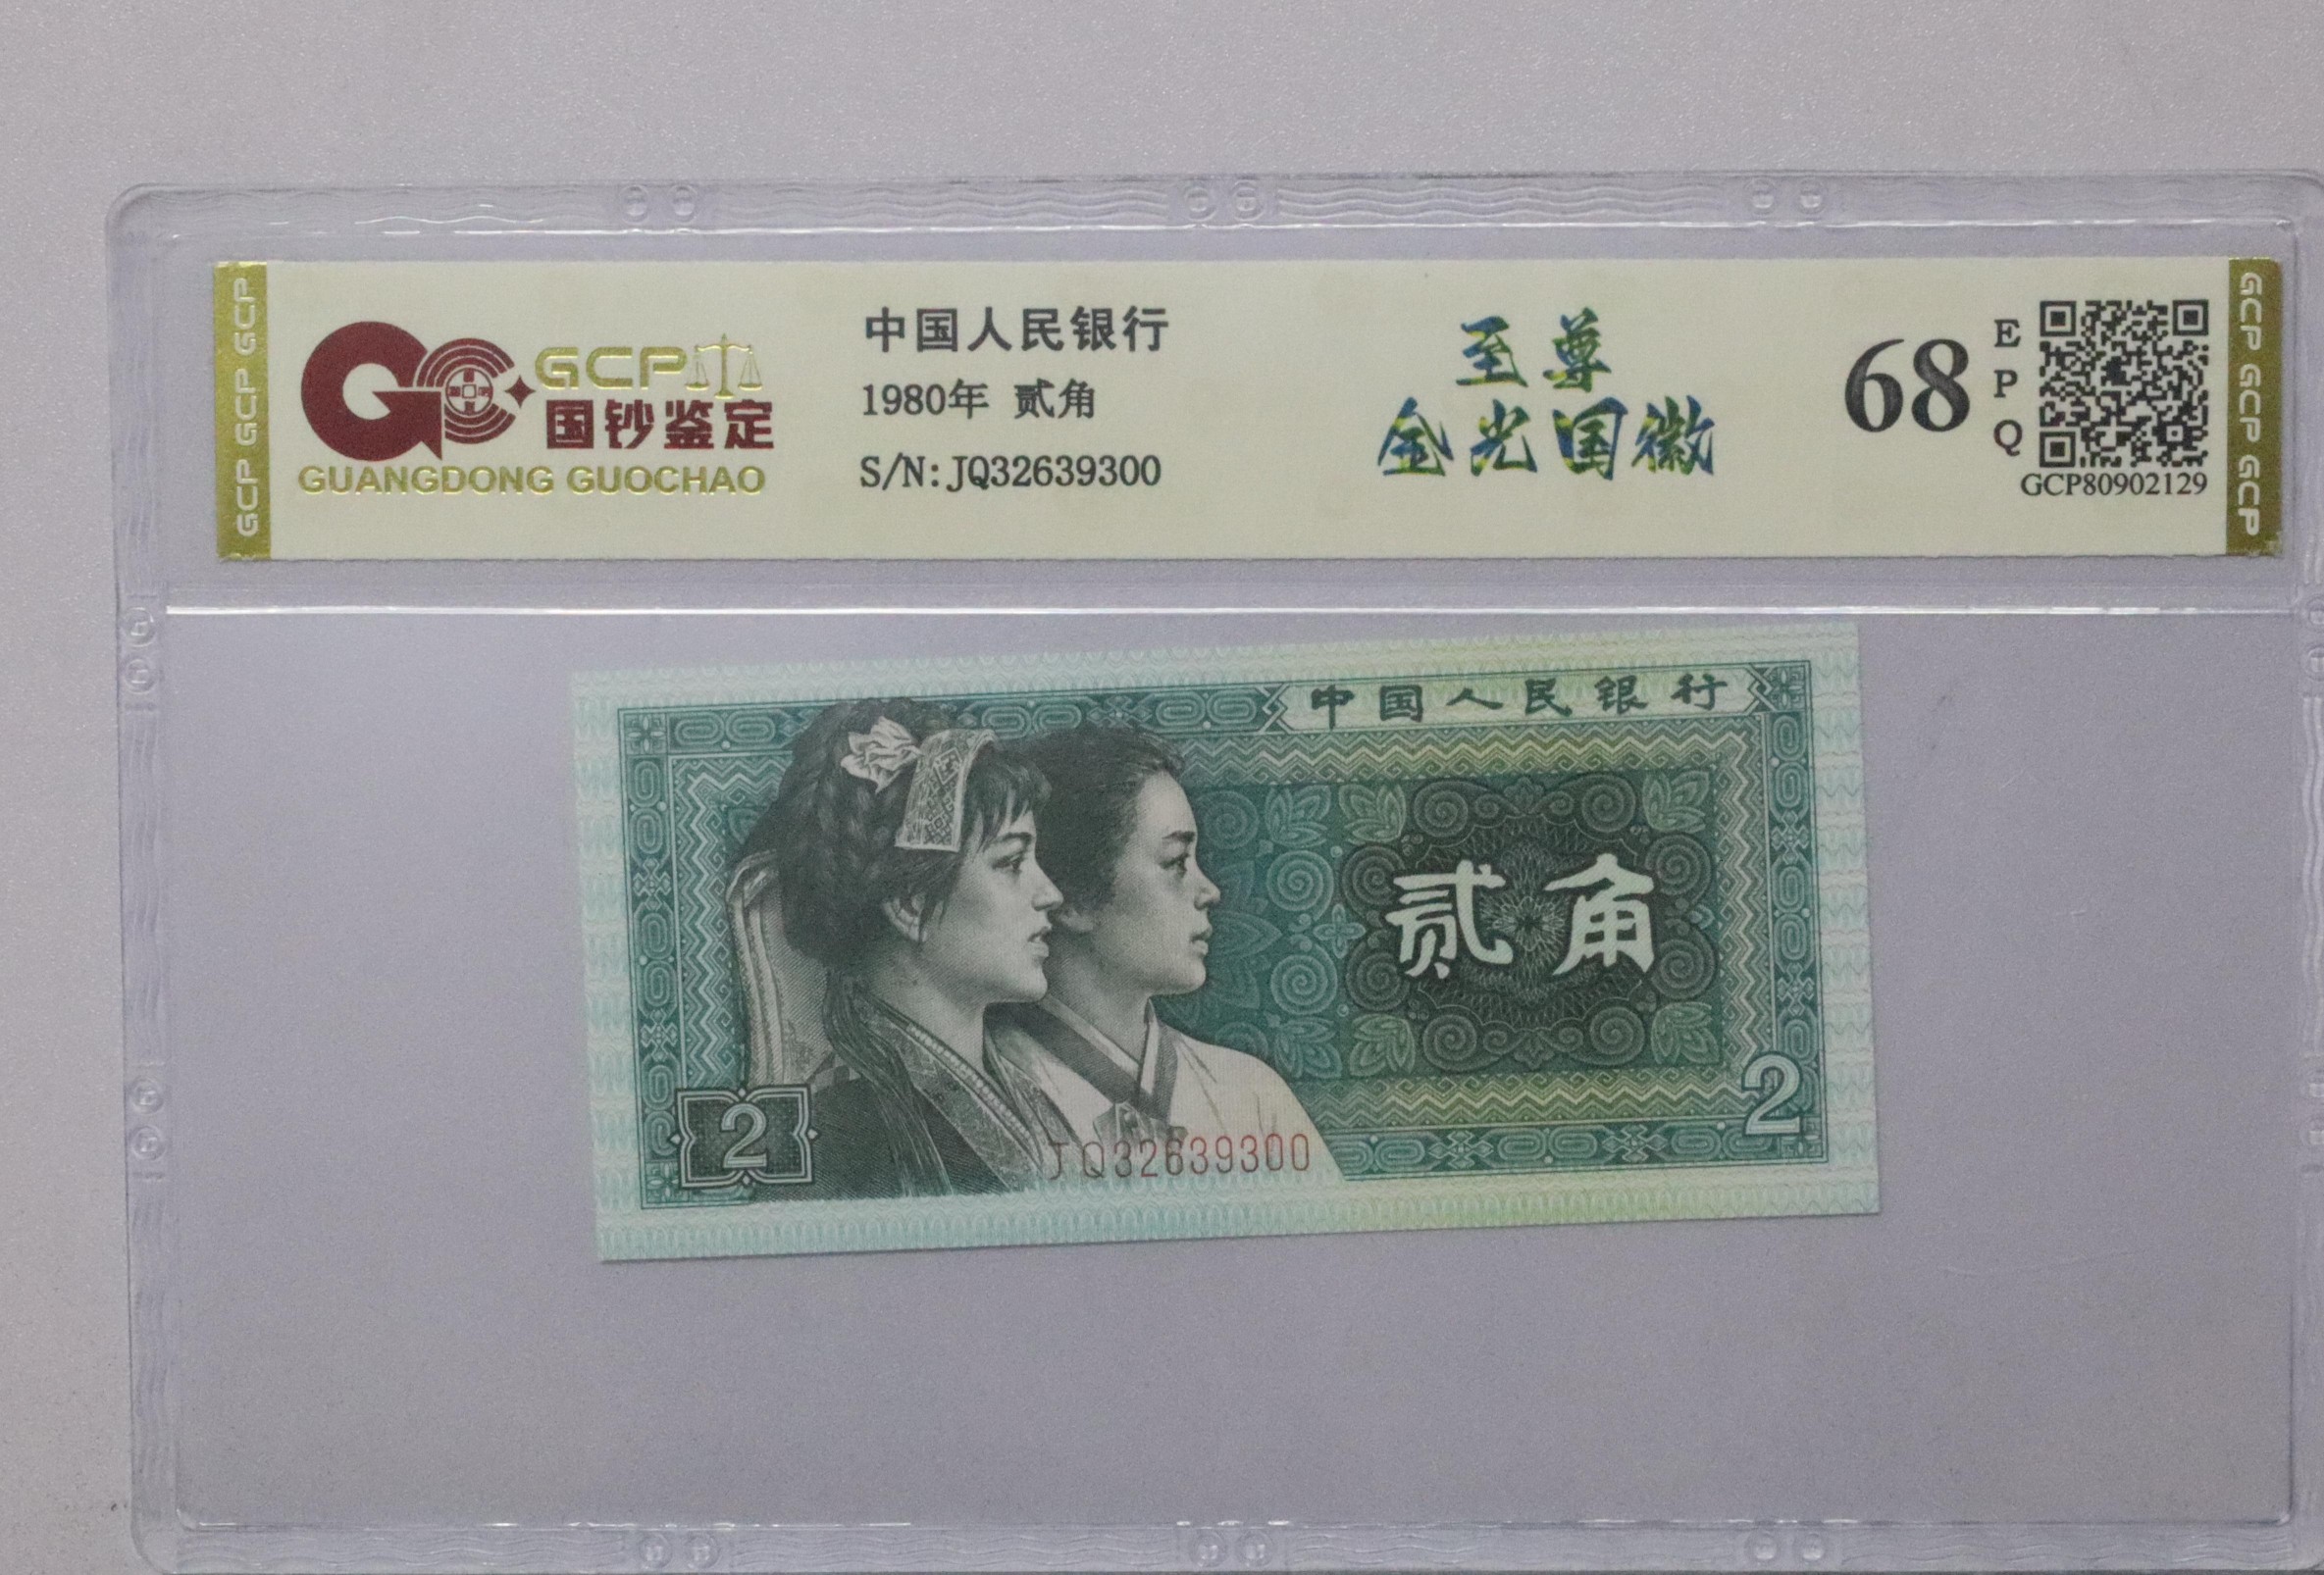 GCP GCP GCP
GCP
国钞鉴定
GUANGDONG GUOCHAO
中国人民银行
1980年 贰角
S/N:JQ32639300
至尊
金光国徽
68
EPQ
GCP80902129
GCP GCP GCP
中国人民银行
贰角
2
2
JQ32639300